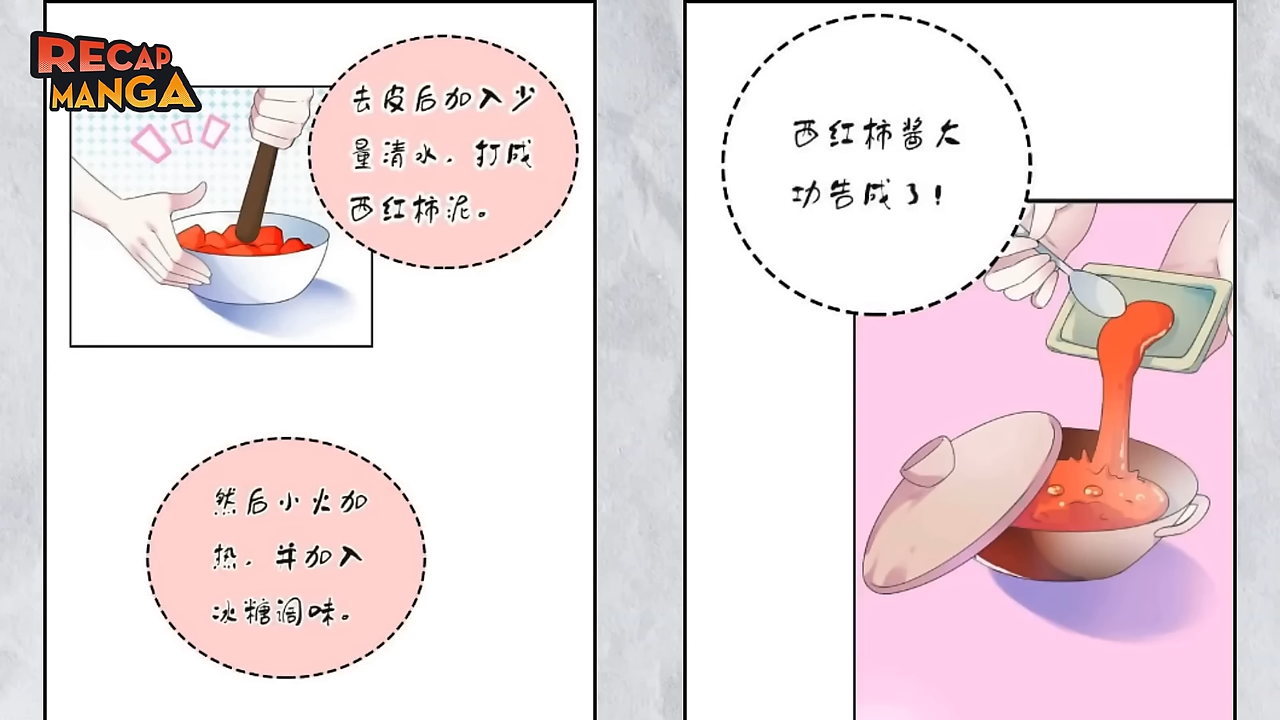 RECAP
MANGA
去皮后加入少
量清水，打成
西红柿泥。
然后小火加
热，并加入
冰糖调味。
西红柿酱大
功告成了！